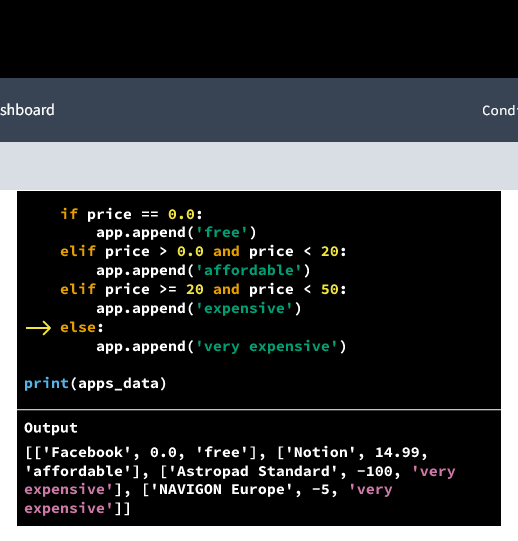 shboard
Cond
if price == 0.0:
app.append('free')
elif price > 0.0 and price < 20:
app.append('affordable')
elif price >= 20 and price < 50:
app.append('expensive')
else:
app.append('very expensive')
print(apps_data)
Output
[['Facebook', 0.0, 'free'], ['Notion', 14.99,
'affordable'], ['Astropad Standard', -100, 'very
expensive'], ['NAVIGON Europe', -5, 'very
expensive']]